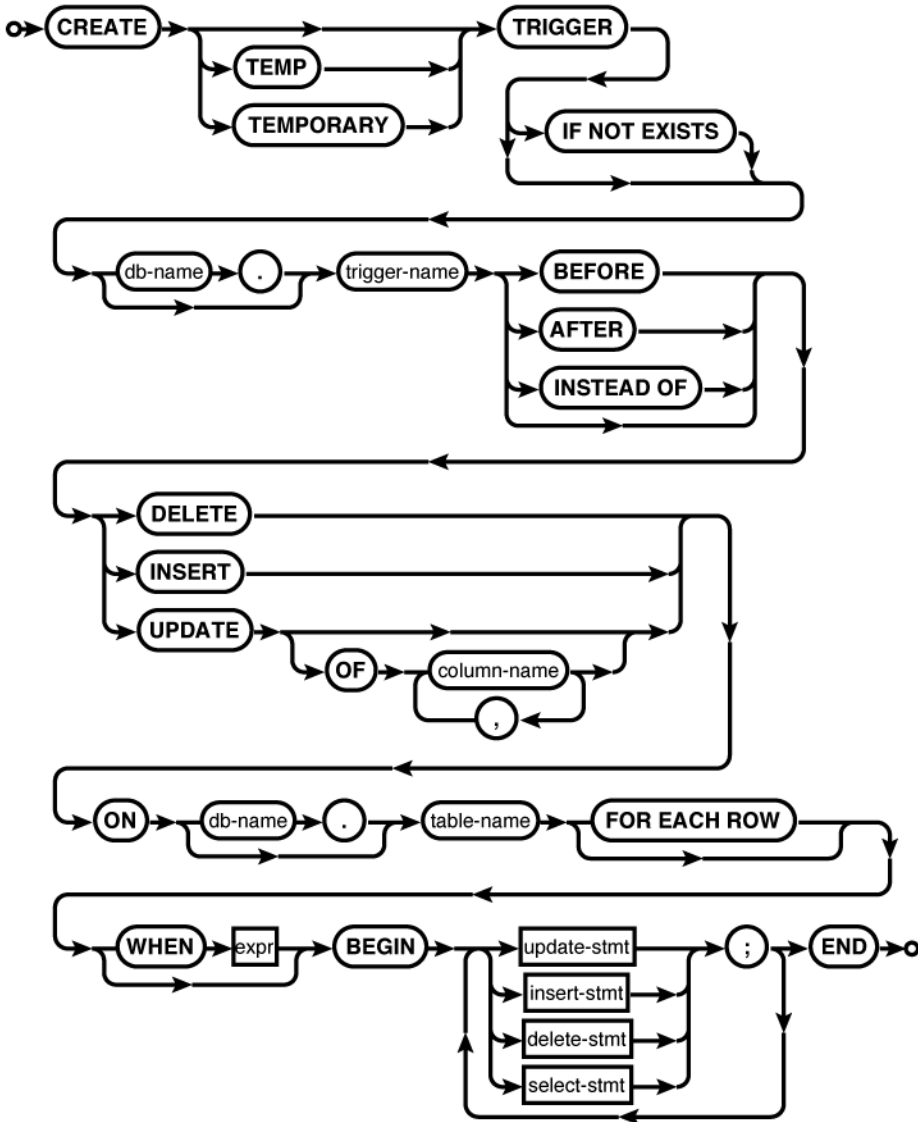 CREATE TRIGGER
TEMP
TEMPORARY IF NOT EXISTS
db-name . trigger-name BEFORE
AFTER
INSTEAD OF
DELETE
INSERT
UPDATE
OF column-name
,
ON db-name . table-name FOR EACH ROW
WHEN expr BEGIN update-stmt ; END
insert-stmt
delete-stmt
select-stmt